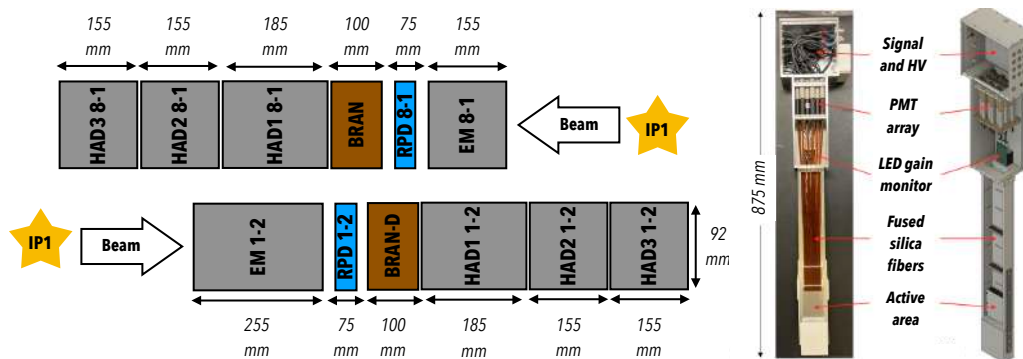 155 mm
155 mm
185 mm
100 mm
75 mm
155 mm
HAD3 8-1
HAD2 8-1
HAD1 8-1
BRAN
RPD 8-1
EM 8-1
Beam
IP1
IP1
Beam
EM 1-2
RPD 1-2
BRAN-D
HAD1 1-2
HAD2 1-2
HAD3 1-2
92 mm
255 mm
75 mm
100 mm
185 mm
155 mm
155 mm
875 mm
Signal
and HV
PMT
array
LED gain
monitor
Fused
silica
fibers
Active
area